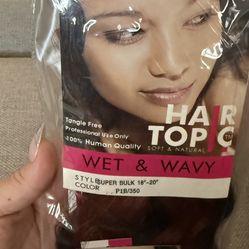 Tangle Free
Professional Use Only
100% Human Quality
HAIR
TOPIC
TM
SOFT & NATURAL
WET & WAVY
STYLE SUPER BULK 18"-20"
COLOR P1B/350